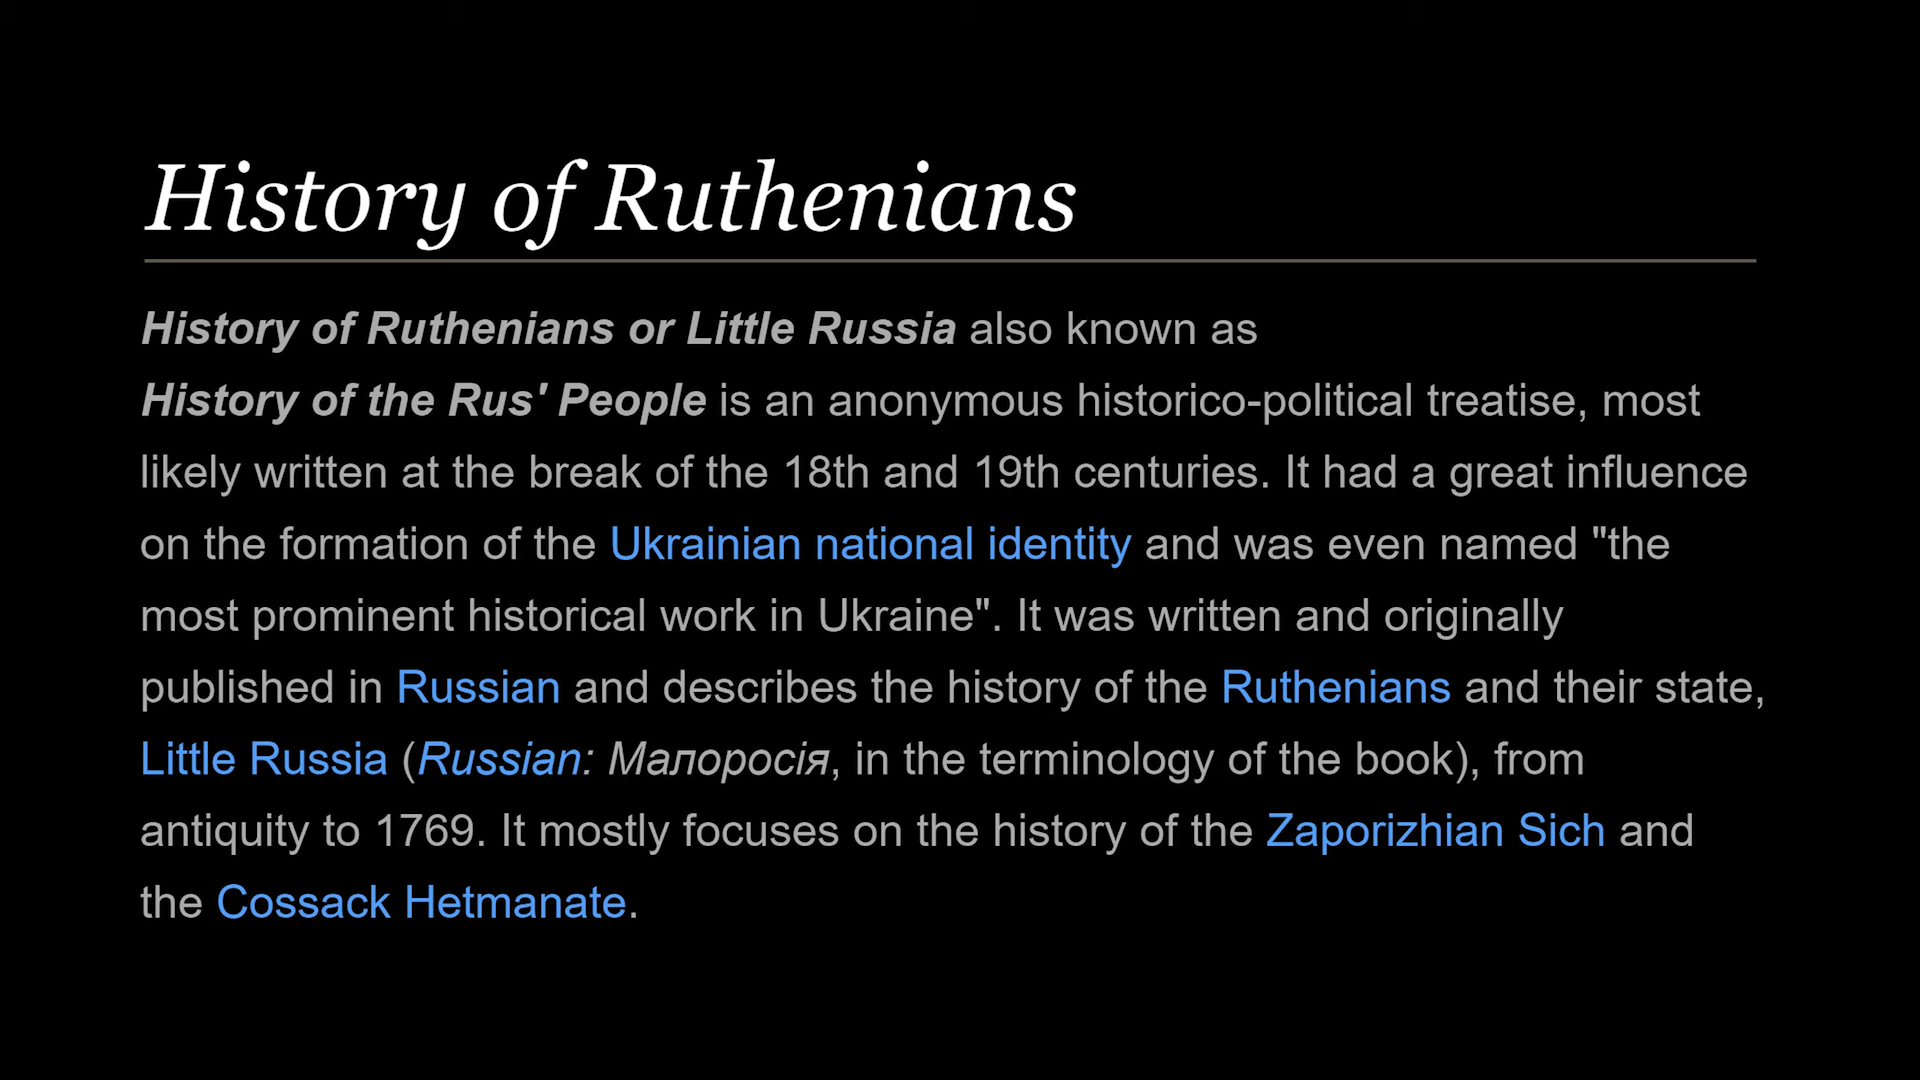 History of Ruthenians
History of Ruthenians or Little Russia also known as
History of the Rus' People is an anonymous historico-political treatise, most
likely written at the break of the 18th and 19th centuries. It had a great influence
on the formation of the Ukrainian national identity and was even named "the
most prominent historical work in Ukraine". It was written and originally
published in Russian and describes the history of the Ruthenians and their state,
Little Russia (Russian: Малоросія, in the terminology of the book), from
antiquity to 1769. It mostly focuses on the history of the Zaporizhian Sich and
the Cossack Hetmanate.